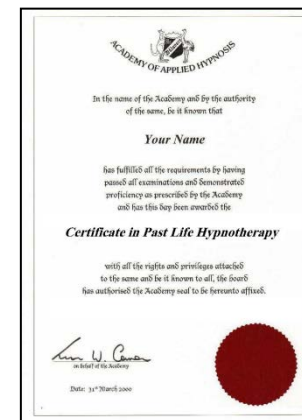 ACADEMY OF APPLIED HYPNOSIS
In the name of the Academy and by the authority
of the same, be it known that
Your Name
has fulfilled all the requirements by having
passed all examinations and demonstrated
proficiency as prescribed by the Academy
and has this day been awarded the
Certificate in Past Life Hypnotherapy
with all the rights and privileges attached
to the same and be it known to all, the board
has authorised the Academy seal to be hereunto affixed.
on behalf of the Academy
Date: 31st March 2000